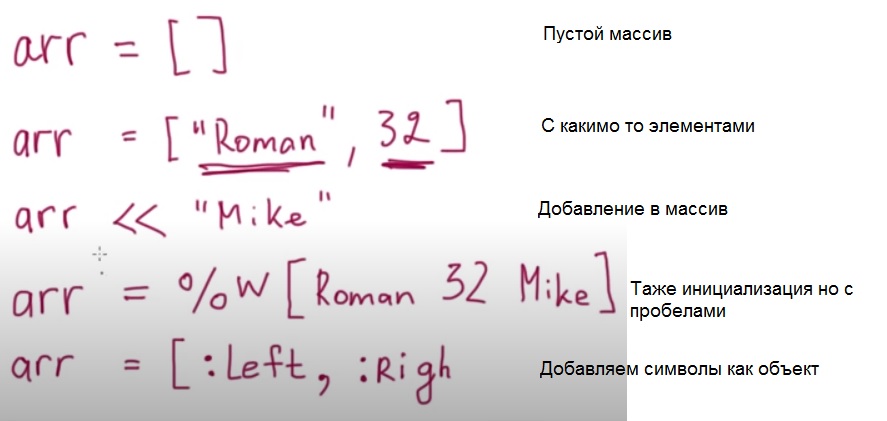 arr = [ ] Пустой массив
arr = ["Roman", 32] С какимо то элементами
arr << "Mike" Добавление в массив
arr = %w [Roman 32 Mike] Таже инициализация но с
пробелами
arr = [:Left, :Righ Добавляем символы как объект